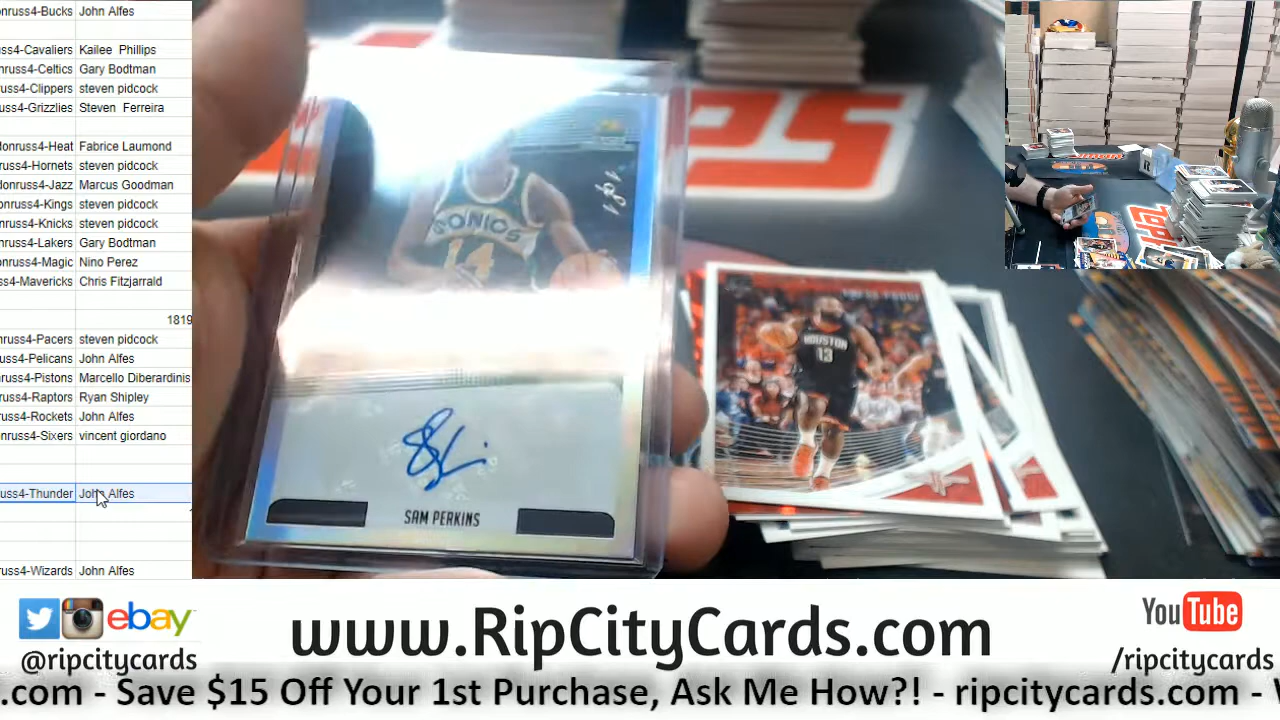 onruss4-Bucks John Alfes
ss4-Cavaliers Kailee Phillips
nruss4-Celtics Gary Bodtman
russ4-Clippers steven pidcock
uss4-Grizzlies Steven Ferreira
Donruss4-Heat Fabrice Laumond
russ4-Hornets steven pidcock
Donruss4-Jazz Marcus Goodman
onruss4-Kings steven pidcock
nruss4-Knicks steven pidcock
nruss4-Lakers Gary Bodtman
onruss4-Magic Nino Perez
ss4-Mavericks Chris Fitzjarrald
1819
nruss4-Pacers steven pidcock
uss4-Pelicans John Alfes
russ4-Pistons Marcello Diberardinis
russ4-Raptors Ryan Shipley
uss4-Rockets John Alfes
onruss4-Sixers vincent giordano
uss4-Thunder John Alfes
russ4-Wizards John Alfes
SONICS
14
SAM PERKINS
HOUSTON
13
ebay
@ripcitycards
www.RipCityCards.com
YouTube
/ripcitycards
.com - Save $15 Off Your 1st Purchase, Ask Me How?! - ripcitycards.com -